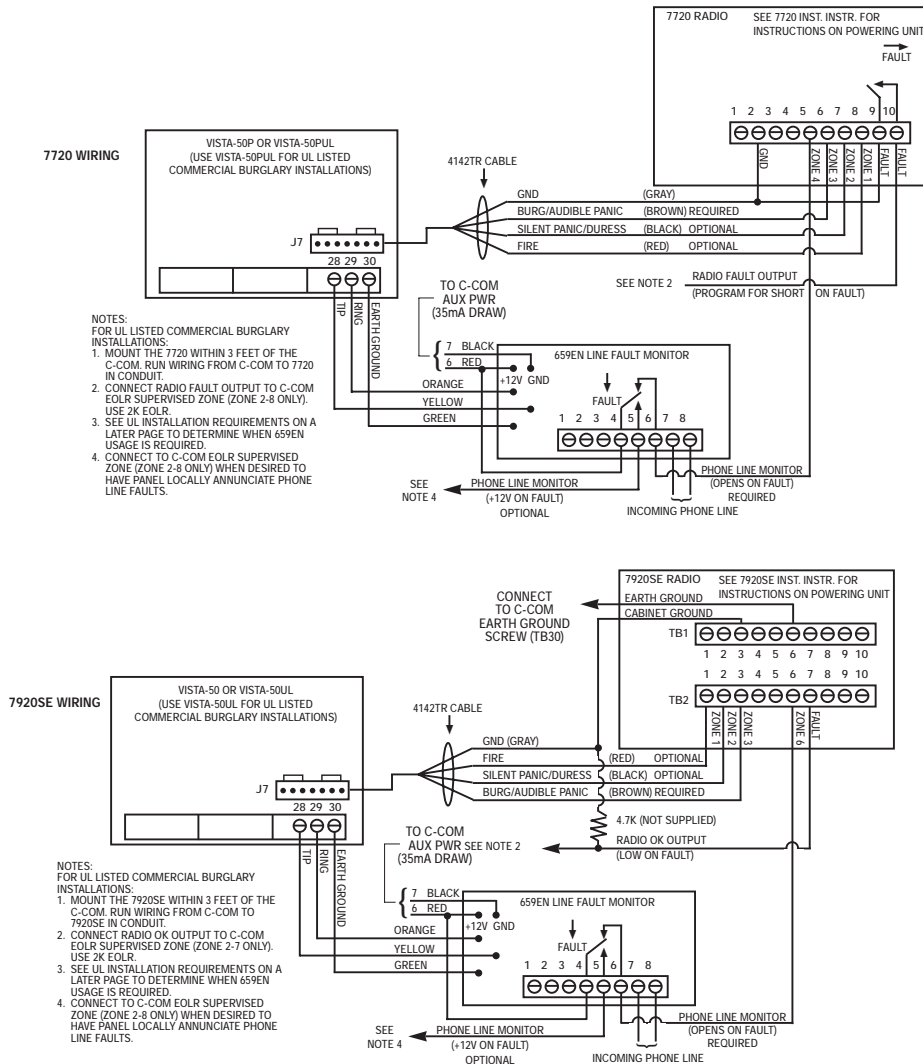 7720 RADIO
SEE 7720 INST. INSTR. FOR
INSTRUCTIONS ON POWERING UNIT
FAULT
1 2 3 4 5 6 7 8 9 10
GND
ZONE 4
ZONE 3
ZONE 2
ZONE 1
FAULT
FAULT
7720 WIRING
VISTA-50P OR VISTA-50PUL
(USE VISTA-50PUL FOR UL LISTED
COMMERCIAL BURGLARY INSTALLATIONS)
J7
28 29 30
TIP
RING
EARTH GROUND
4142TR CABLE
GND (GRAY)
BURG/AUDIBLE PANIC (BROWN) REQUIRED
SILENT PANIC/DURESS (BLACK) OPTIONAL
FIRE (RED) OPTIONAL
SEE NOTE 2
RADIO FAULT OUTPUT
(PROGRAM FOR SHORT ON FAULT)
TO C-COM
AUX PWR
(35mA DRAW)
7 BLACK
6 RED
ORANGE
YELLOW
GREEN
659EN LINE FAULT MONITOR
+12V GND
FAULT
1 2 3 4 5 6 7 8
SEE
NOTE 4
PHONE LINE MONITOR
(+12V ON FAULT)
OPTIONAL
INCOMING PHONE LINE
PHONE LINE MONITOR
(OPENS ON FAULT)
REQUIRED
NOTES:
FOR UL LISTED COMMERCIAL BURGLARY
INSTALLATIONS:
1. MOUNT THE 7720 WITHIN 3 FEET OF THE
C-COM. RUN WIRING FROM C-COM TO 7720
IN CONDUIT.
2. CONNECT RADIO FAULT OUTPUT TO C-COM
EOLR SUPERVISED ZONE (ZONE 2-8 ONLY).
USE 2K EOLR.
3. SEE UL INSTALLATION REQUIREMENTS ON A
LATER PAGE TO DETERMINE WHEN 659EN
USAGE IS REQUIRED.
4. CONNECT TO C-COM EOLR SUPERVISED
ZONE (ZONE 2-8 ONLY) WHEN DESIRED TO
HAVE PANEL LOCALLY ANNUNCIATE PHONE
LINE FAULTS.
7920SE RADIO
SEE 7920SE INST. INSTR. FOR
INSTRUCTIONS ON POWERING UNIT
CONNECT
TO C-COM
EARTH GROUND
SCREW (TB30)
EARTH GROUND
CABINET GROUND
TB1
1 2 3 4 5 6 7 8 9 10
1 2 3 4 5 6 7 8 9 10
TB2
ZONE 1
ZONE 2
ZONE 3
ZONE 6
FAULT
7920SE WIRING
VISTA-50 OR VISTA-50UL
(USE VISTA-50UL FOR UL LISTED
COMMERCIAL BURGLARY INSTALLATIONS)
J7
28 29 30
TIP
RING
EARTH GROUND
4142TR CABLE
GND (GRAY)
FIRE (RED) OPTIONAL
SILENT PANIC/DURESS (BLACK) OPTIONAL
BURG/AUDIBLE PANIC (BROWN) REQUIRED
4.7K (NOT SUPPLIED)
RADIO OK OUTPUT
(LOW ON FAULT)
TO C-COM
AUX PWR SEE NOTE 2
(35mA DRAW)
7 BLACK
6 RED
ORANGE
YELLOW
GREEN
659EN LINE FAULT MONITOR
+12V GND
FAULT
1 2 3 4 5 6 7 8
SEE
NOTE 4
PHONE LINE MONITOR
(+12V ON FAULT)
OPTIONAL
INCOMING PHONE LINE
PHONE LINE MONITOR
(OPENS ON FAULT)
REQUIRED
NOTES:
FOR UL LISTED COMMERCIAL BURGLARY
INSTALLATIONS:
1. MOUNT THE 7920SE WITHIN 3 FEET OF THE
C-COM. RUN WIRING FROM C-COM TO
7920SE IN CONDUIT.
2. CONNECT RADIO OK OUTPUT TO C-COM
EOLR SUPERVISED ZONE (ZONE 2-7 ONLY).
USE 2K EOLR.
3. SEE UL INSTALLATION REQUIREMENTS ON A
LATER PAGE TO DETERMINE WHEN 659EN
USAGE IS REQUIRED.
4. CONNECT TO C-COM EOLR SUPERVISED
ZONE (ZONE 2-8 ONLY) WHEN DESIRED TO
HAVE PANEL LOCALLY ANNUNCIATE PHONE
LINE FAULTS.